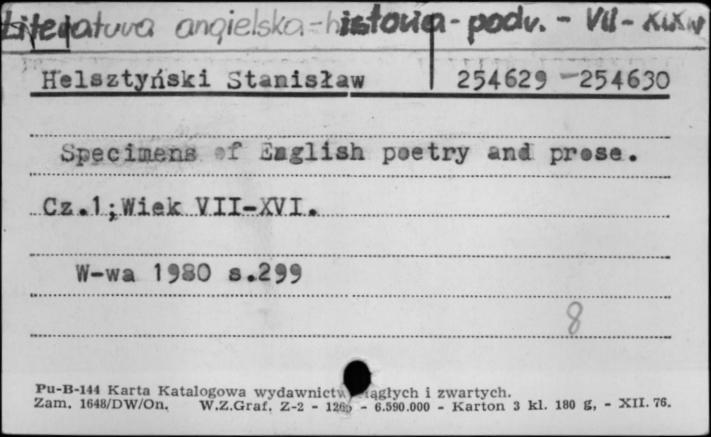 Literatura angielska - historia - podr. - VII - XIX w
Helsztyński Stanisław 254629 - 254630
Specimens of English poetry and prose.
Cz.1;Wiek VII-XVI.
W-wa 1980 s.299
8
Pu-B-144 Karta Katalogowa wydawnictw ciągłych i zwartych.
Zam. 1648/DW/On. W.Z.Graf. Z-2 - - 6.590.000 - Karton 3 kl. 180 g, - XII. 76.